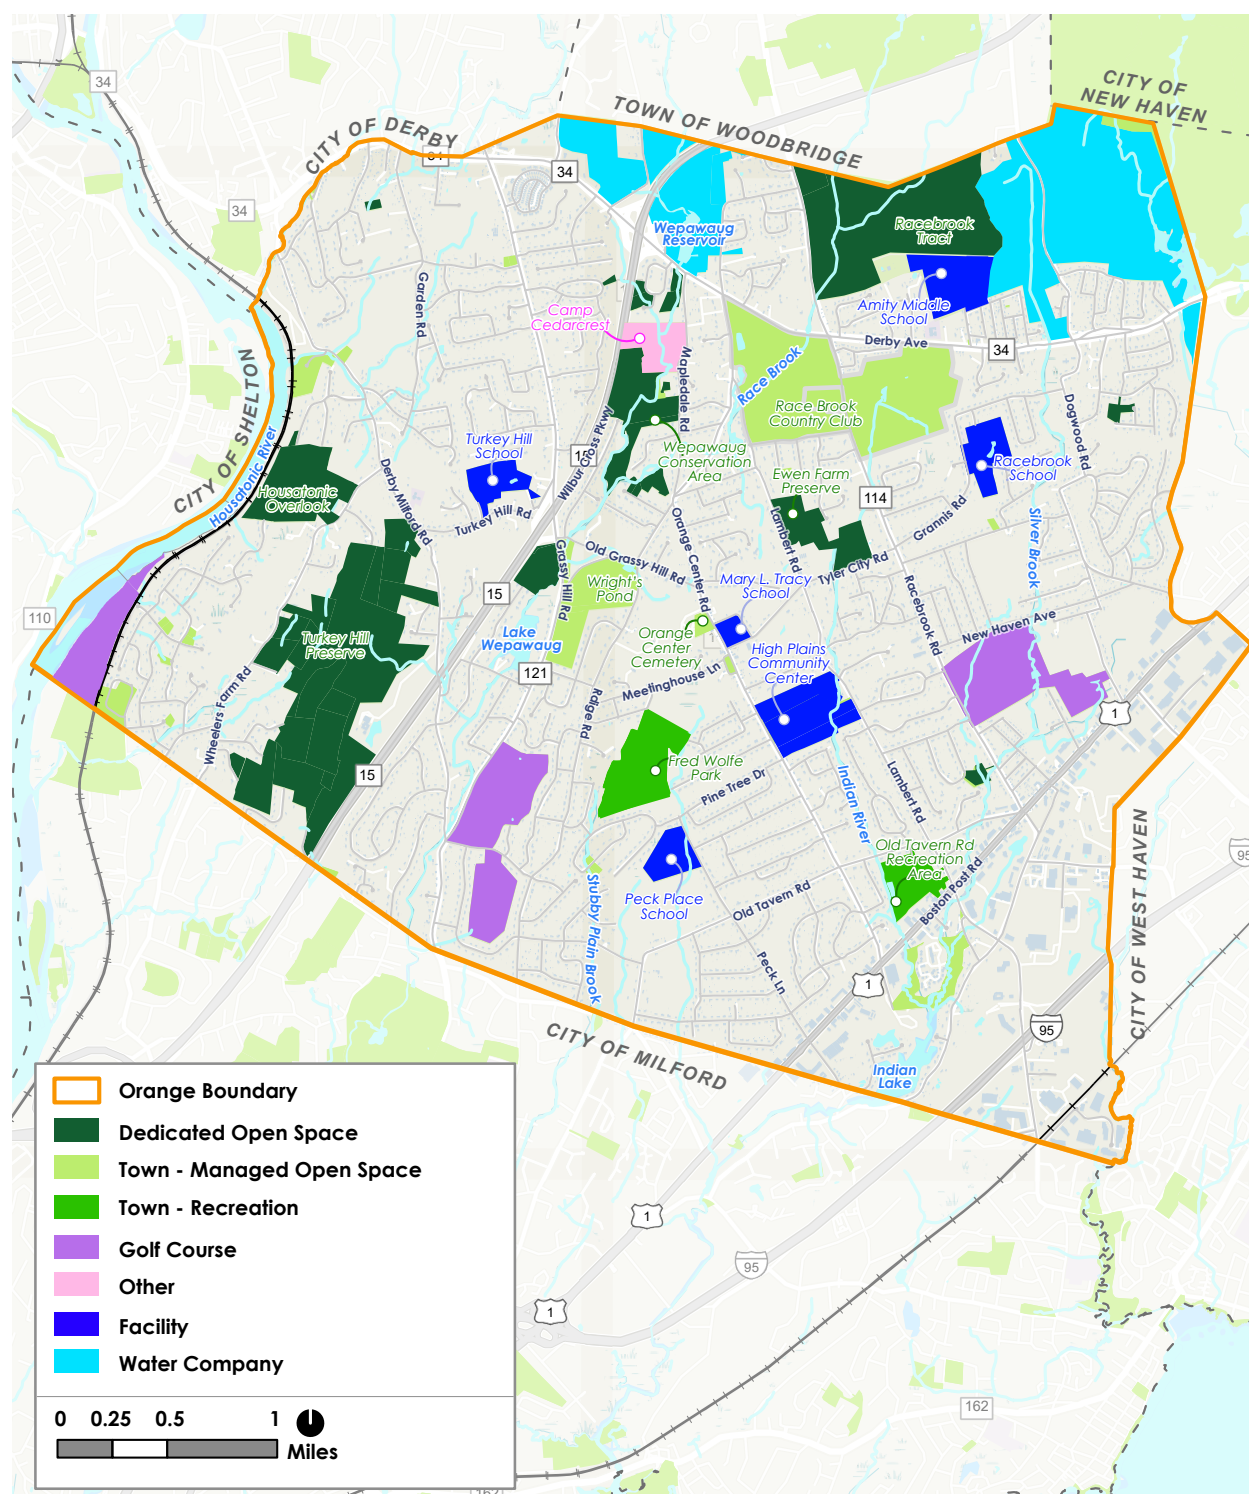 CITY OF
NEW HAVEN
TOWN OF WOODBRIDGE
CITY OF DERBY
34
34
34
34
Racebrook
Tract
Wepawaug
Reservoir
Garden Rd
Camp
Cedarcrest
Amity Middle
School
Derby Ave
34
Mapledale Rd
Race Brook
CITY OF SHELTON
Housatonic River
Race Brook
Country Club
Dogwood Rd
Turkey Hill
School
15
Wilbur Cross Pkwy
Wepawaug
Conservation
Area
Racebrook
School
Ewen Farm
Preserve
Housatonic
Overlook
Derby Milford Rd
114
Turkey Hill Rd
Orange Center Rd
Lambert Rd
Grannis Rd
Silver Brook
Old Grassy Hill Rd
Grassy Hill Rd
Tyler City Rd
Mary L. Tracy
School
Wright's
Pond
15
Racebrook Rd
110
New Haven Ave
Turkey Hill
Preserve
Lake
Wepawaug
Orange
Center
Cemetery
High Plains
Community
Center
121
Meetinghouse Ln
Wheelers Farm Rd
Rdige Rd
1
Fred Wolfe
Park
15
Pine Tree Dr
Indian River
Lambert Rd
Old Tavern Rd
Recreation
Area
95
Peck Place
School
Old Tavern Rd
Boston Post Rd
Stubby Plain Brook
Peck Ln
1
CITY OF WEST HAVEN
95
CITY OF MILFORD
Indian
Lake
Orange Boundary
Dedicated Open Space
Town - Managed Open Space
Town - Recreation
Golf Course
Other
Facility
Water Company
0 0.25 0.5 1
Miles
1
95
1
162
162